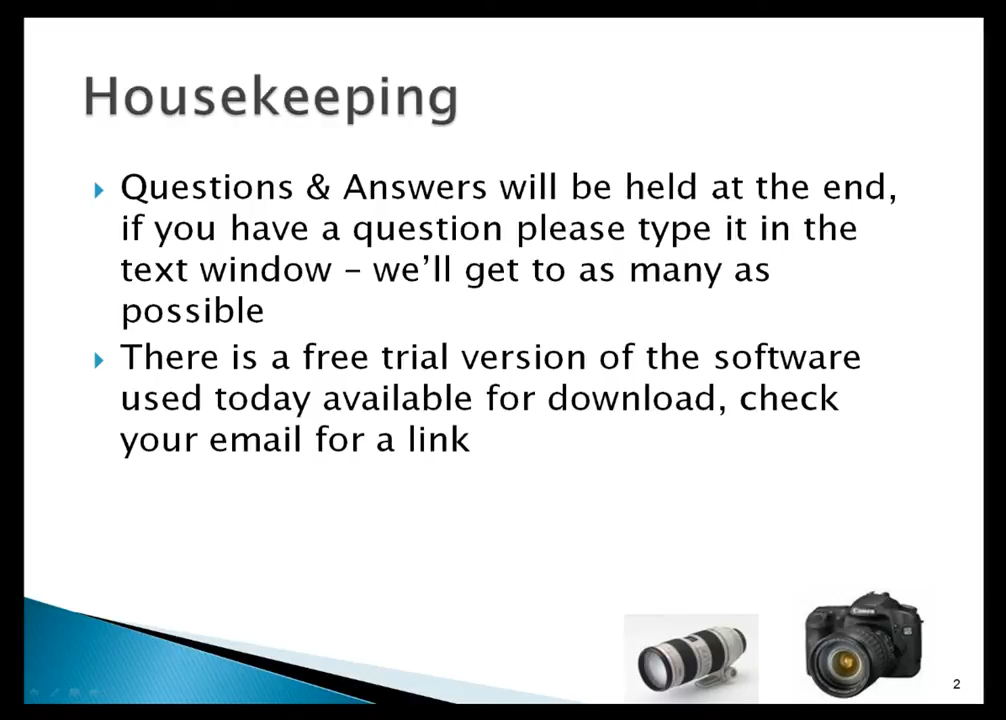 Housekeeping
Questions & Answers will be held at the end,
if you have a question please type it in the
text window – we’ll get to as many as
possible
There is a free trial version of the software
used today available for download, check
your email for a link
Canon
2